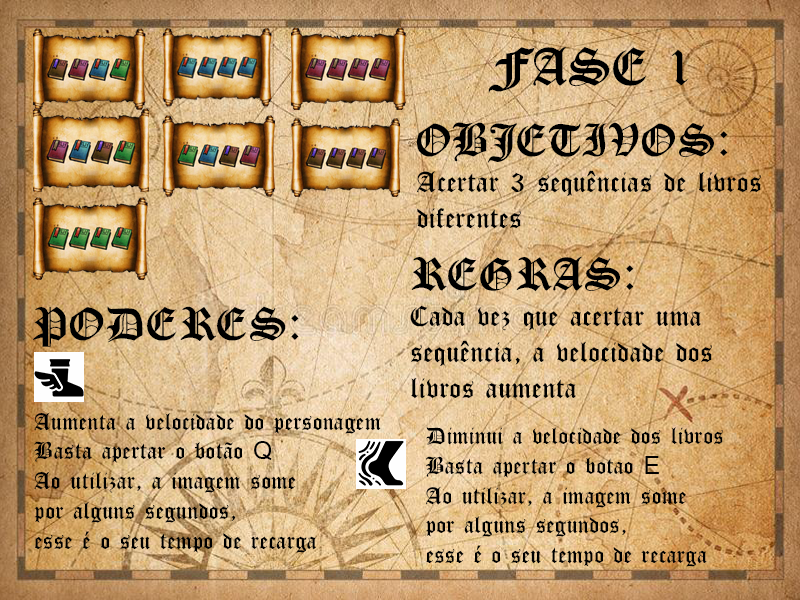 FASE 1
OBJETIVOS:
Acertar 3 sequências de livros
diferentes
REGRAS:
Cada vez que acertar uma
sequência, a velocidade dos
livros aumenta
PODERES:
Aumenta a velocidade do personagem
Basta apertar o botão Q
Ao utilizar, a imagem some
por alguns segundos,
esse é o seu tempo de recarga
Diminui a velocidade dos livros
Basta apertar o botao E
Ao utilizar, a imagem some
por alguns segundos,
esse é o seu tempo de recarga